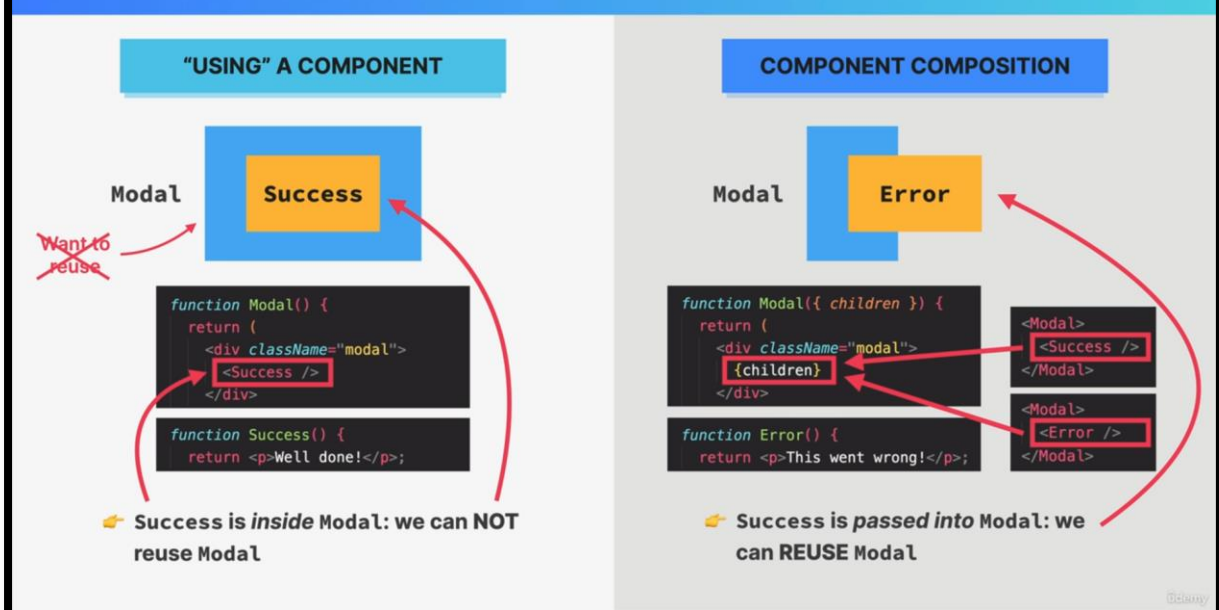 "USING" A COMPONENT
Modal
Success
Want to
reuse
function Modal() {
return (
<div className="modal">
<Success />
</div>
function Success() {
return <p>Well done!</p>;
👉 Success is inside Modal: we can NOT
reuse Modal
COMPONENT COMPOSITION
Modal
Error
function Modal({ children }) {
return (
<div className="modal">
{children}
</div>
<Modal>
<Success />
</Modal>
function Error() {
return <p>This went wrong!</p>;
<Modal>
<Error />
</Modal>
👉 Success is passed into Modal: we
can REUSE Modal